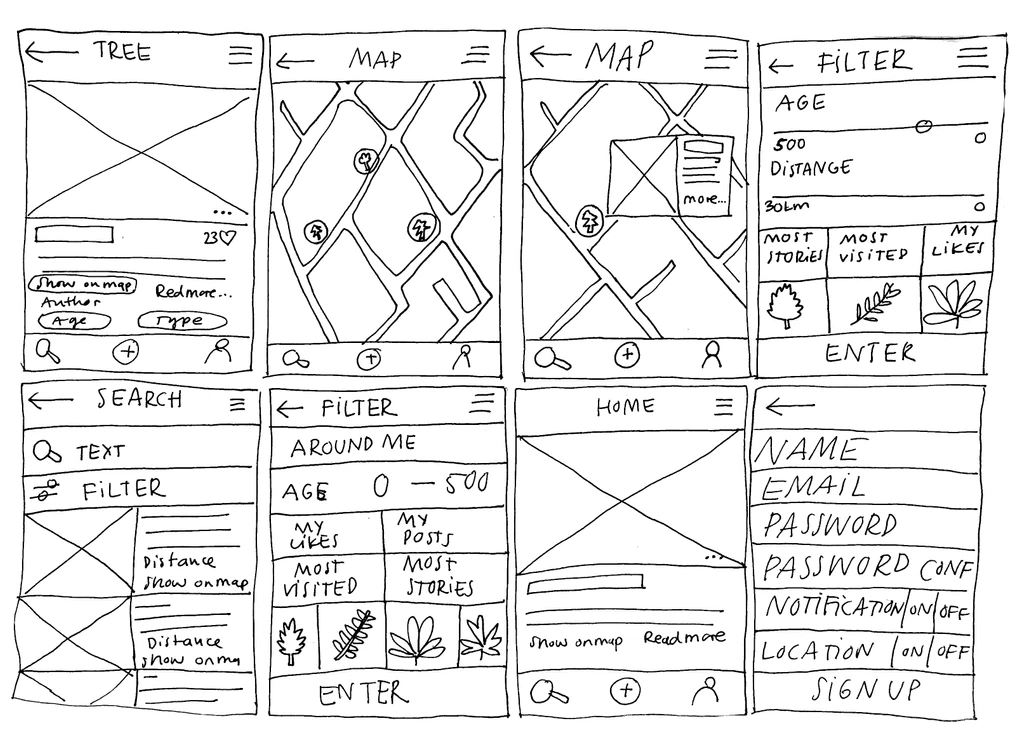 TREE
23
Show on map
Redmore...
Author
Age
Type
MAP
MAP
more...
FILTER
AGE
500
DISTANGE
30km
MOST
STORIES
MOST
VISITED
MY
LIKES
ENTER
SEARCH
TEXT
FILTER
Distance
Show on map
Distance
Show on ma
FILTER
AROUND ME
AGE 0 — 500
MY
LIKES
MY
POSTS
MOST
VISITED
MOST
STORIES
ENTER
HOME
Show on map
Readmore
NAME
EMAIL
PASSWORD
PASSWORD CONF
NOTIFICATION ON OFF
LOCATION ON OFF
SIGN UP